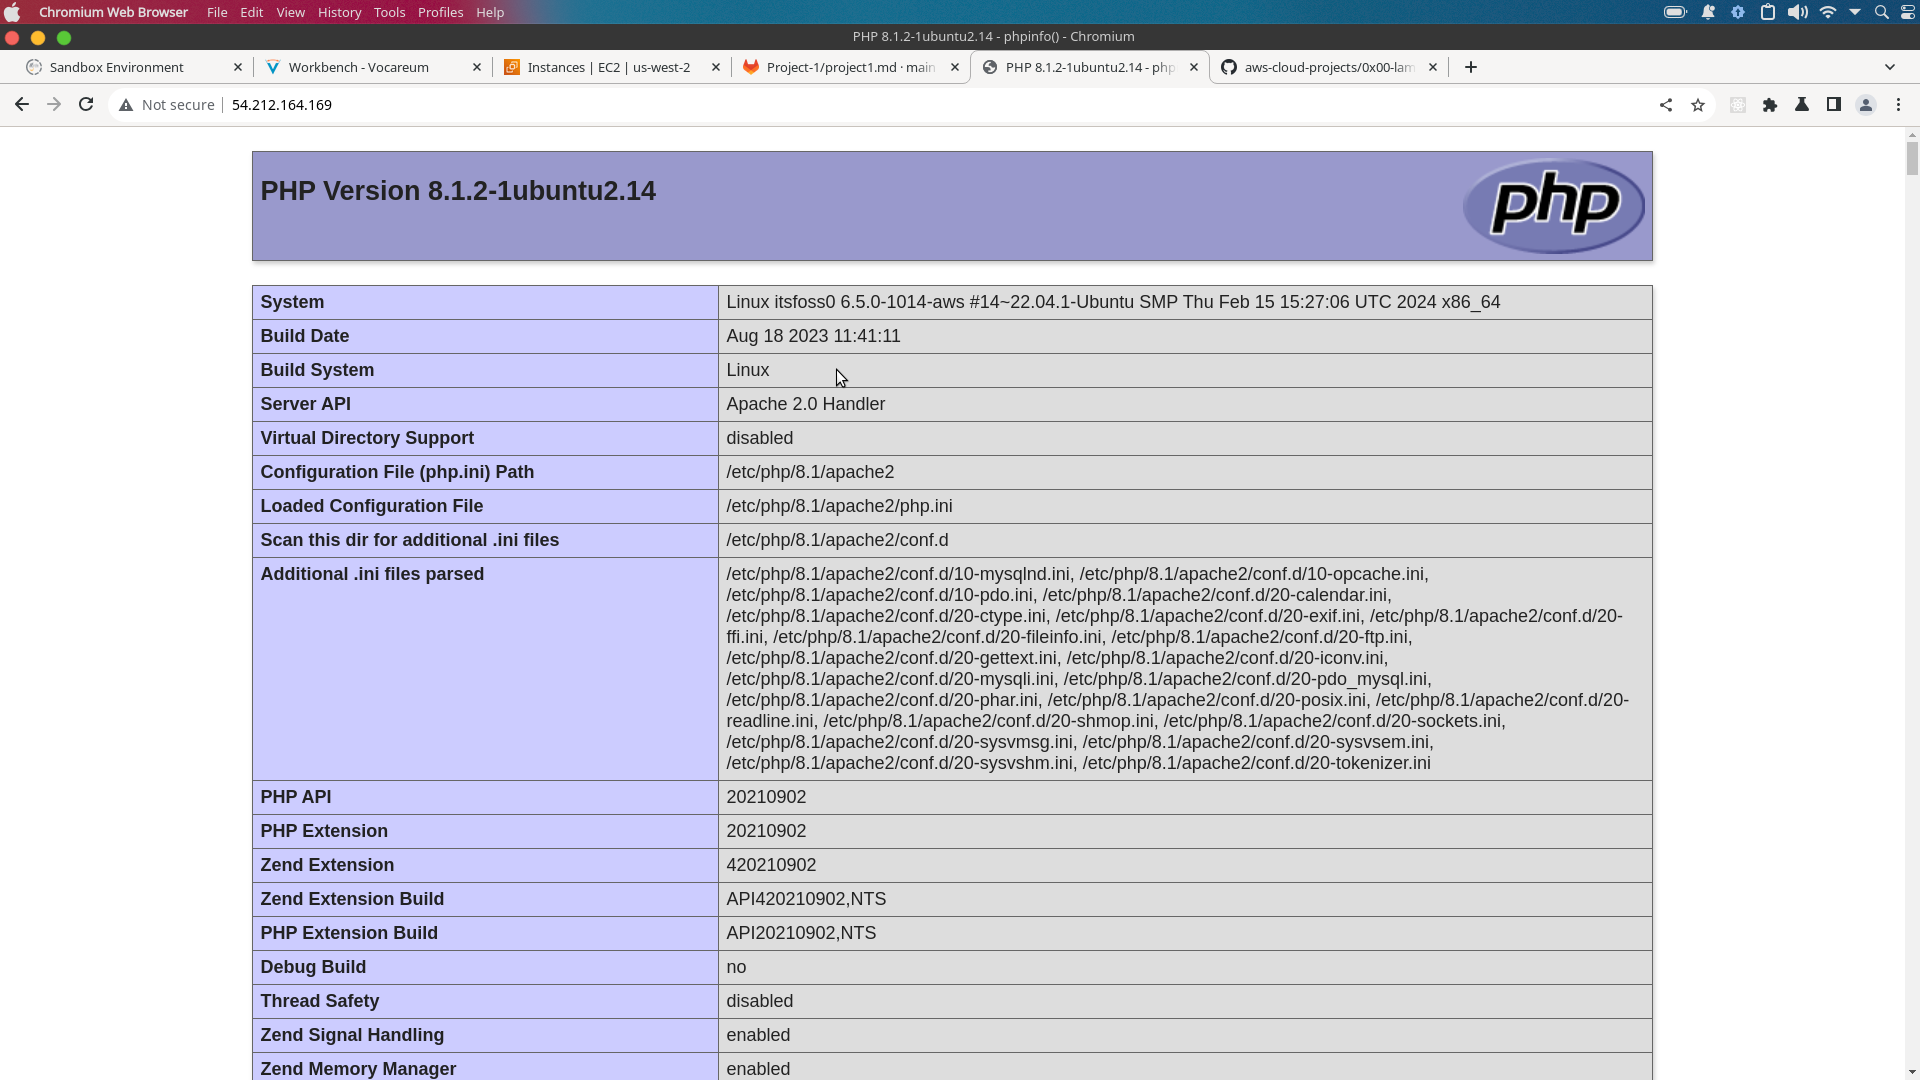 Chromium Web Browser File Edit View History Tools Profiles Help
PHP 8.1.2-1ubuntu2.14 - phpinfo() - Chromium
Sandbox Environment
Workbench - Vocareum
Instances | EC2 | us-west-2
Project-1/project1.md · main
PHP 8.1.2-1ubuntu2.14 - php
aws-cloud-projects/0x00-lam
Not secure 54.212.164.169
PHP Version 8.1.2-1ubuntu2.14
php
System Linux itsfoss0 6.5.0-1014-aws #14~22.04.1-Ubuntu SMP Thu Feb 15 15:27:06 UTC 2024 x86_64
Build Date Aug 18 2023 11:41:11
Build System Linux
Server API Apache 2.0 Handler
Virtual Directory Support disabled
Configuration File (php.ini) Path /etc/php/8.1/apache2
Loaded Configuration File /etc/php/8.1/apache2/php.ini
Scan this dir for additional .ini files /etc/php/8.1/apache2/conf.d
Additional .ini files parsed /etc/php/8.1/apache2/conf.d/10-mysqlnd.ini, /etc/php/8.1/apache2/conf.d/10-opcache.ini,
/etc/php/8.1/apache2/conf.d/10-pdo.ini, /etc/php/8.1/apache2/conf.d/20-calendar.ini,
/etc/php/8.1/apache2/conf.d/20-ctype.ini, /etc/php/8.1/apache2/conf.d/20-exif.ini, /etc/php/8.1/apache2/conf.d/20-
ffi.ini, /etc/php/8.1/apache2/conf.d/20-fileinfo.ini, /etc/php/8.1/apache2/conf.d/20-ftp.ini,
/etc/php/8.1/apache2/conf.d/20-gettext.ini, /etc/php/8.1/apache2/conf.d/20-iconv.ini,
/etc/php/8.1/apache2/conf.d/20-mysqli.ini, /etc/php/8.1/apache2/conf.d/20-pdo_mysql.ini,
/etc/php/8.1/apache2/conf.d/20-phar.ini, /etc/php/8.1/apache2/conf.d/20-posix.ini, /etc/php/8.1/apache2/conf.d/20-
readline.ini, /etc/php/8.1/apache2/conf.d/20-shmop.ini, /etc/php/8.1/apache2/conf.d/20-sockets.ini,
/etc/php/8.1/apache2/conf.d/20-sysvmsg.ini, /etc/php/8.1/apache2/conf.d/20-sysvsem.ini,
/etc/php/8.1/apache2/conf.d/20-sysvshm.ini, /etc/php/8.1/apache2/conf.d/20-tokenizer.ini
PHP API 20210902
PHP Extension 20210902
Zend Extension 420210902
Zend Extension Build API420210902,NTS
PHP Extension Build API20210902,NTS
Debug Build no
Thread Safety disabled
Zend Signal Handling enabled
Zend Memory Manager enabled